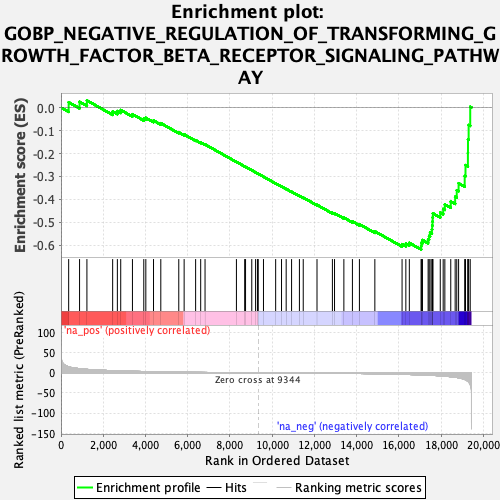 Enrichment plot:
GOBP_NEGATIVE_REGULATION_OF_TRANSFORMING_G
ROWTH_FACTOR_BETA_RECEPTOR_SIGNALING_PATHW
AY
Enrichment score (ES)
0.0
-0.1
-0.2
-0.3
-0.4
-0.5
-0.6
'na_pos' (positively correlated)
Ranked list metric (PreRanked)
100
50
0
-50
-100
-150
Zero cross at 9344
'na_neg' (negatively correlated)
0
2,000
4,000
6,000
8,000
10,000
12,000
14,000
16,000
18,000
20,000
Rank in Ordered Dataset
Enrichment profile
Hits
Ranking metric scores